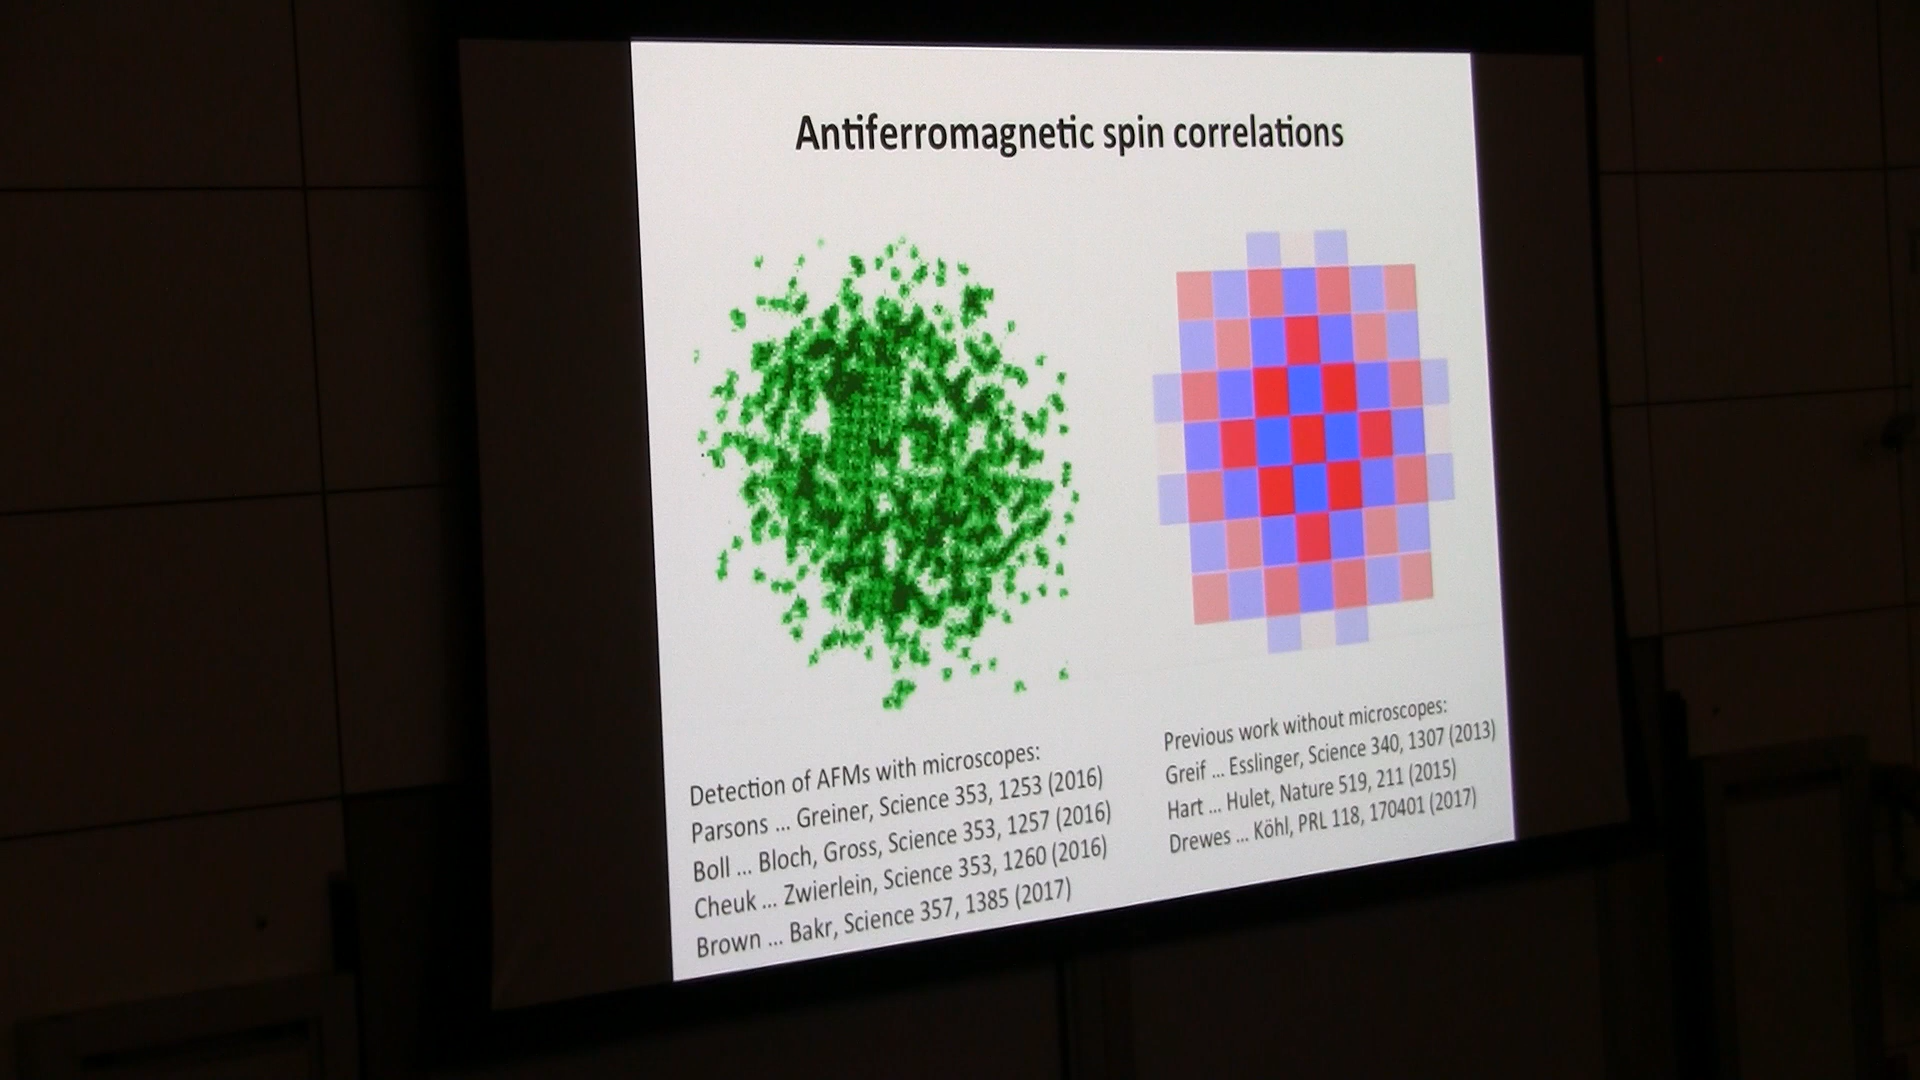 Antiferromagnetic spin correlations
Detection of AFMs with microscopes:
Parsons ... Greiner, Science 353, 1253 (2016)
Boll ... Bloch, Gross, Science 353, 1257 (2016)
Cheuk ... Zwierlein, Science 353, 1260 (2016)
Brown ... Bakr, Science 357, 1385 (2017)
Previous work without microscopes:
Greif ... Esslinger, Science 340, 1307 (2013)
Hart ... Hulet, Nature 519, 211 (2015)
Drewes ... Köhl, PRL 118, 170401 (2017)